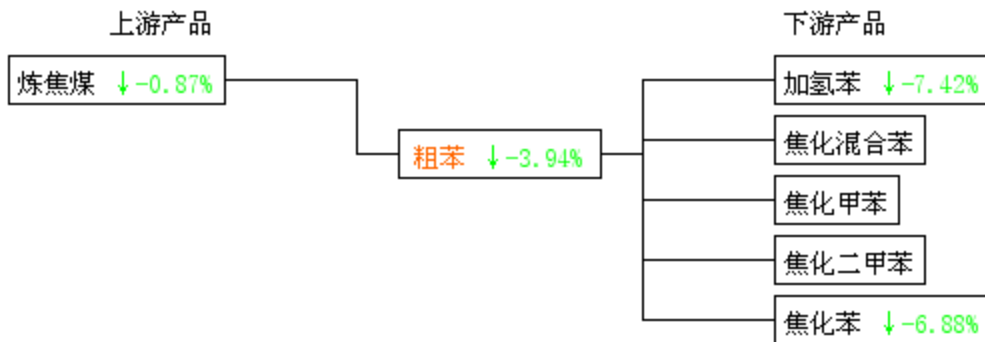 上游产品
下游产品
炼焦煤 ↓-0.87%
粗苯 ↓-3.94%
加氢苯 ↓-7.42%
焦化混合苯
焦化甲苯
焦化二甲苯
焦化苯 ↓-6.88%